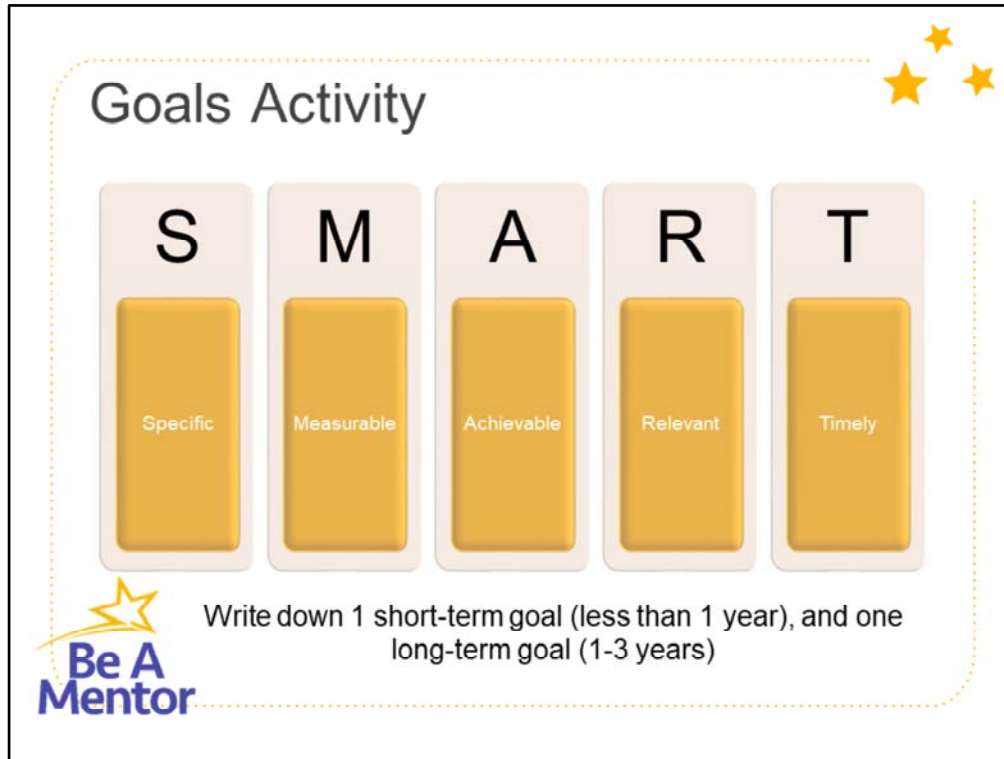 Goals Activity
S M A R T
Specific Measurable Achievable Relevant Timely
Write down 1 short-term goal (less than 1 year), and one
long-term goal (1-3 years)
Be A
Mentor